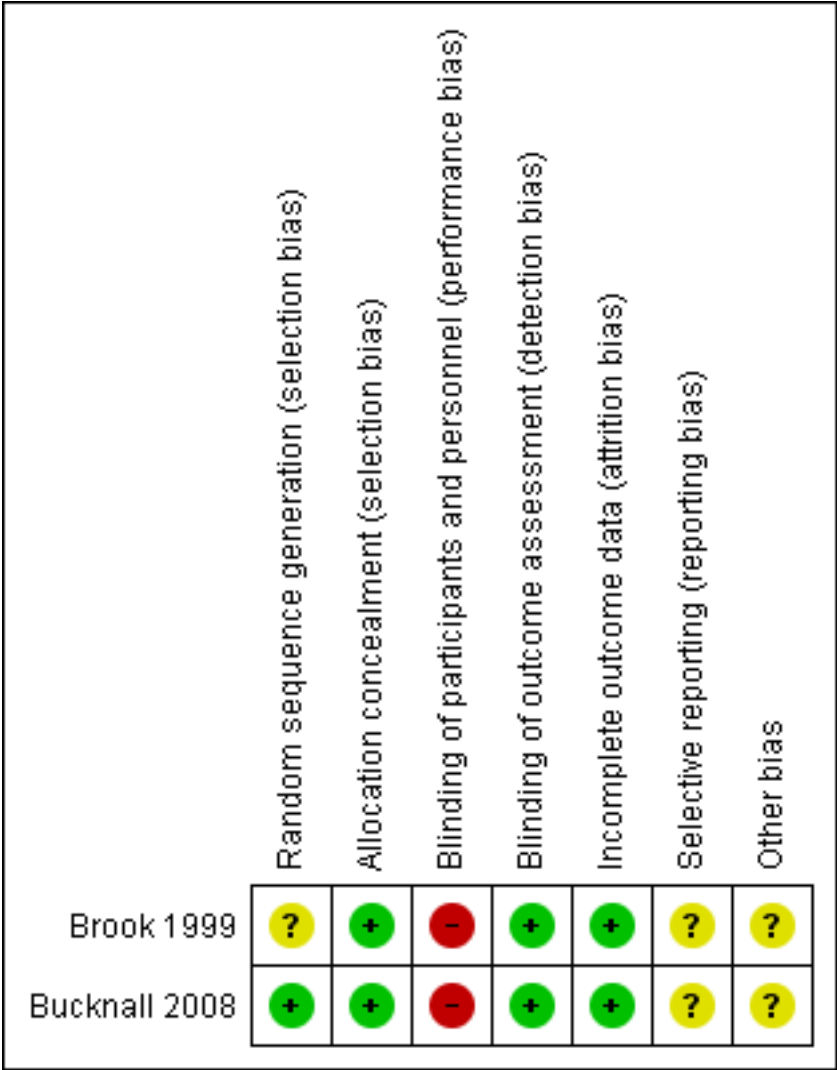 Random sequence generation (selection bias)
Allocation concealment (selection bias)
Blinding of participants and personnel (performance bias)
Blinding of outcome assessment (detection bias)
Incomplete outcome data (attrition bias)
Selective reporting (reporting bias)
Other bias
Brook 1999 ? + – + + ? ?
Bucknall 2008 + + – + + ? ?